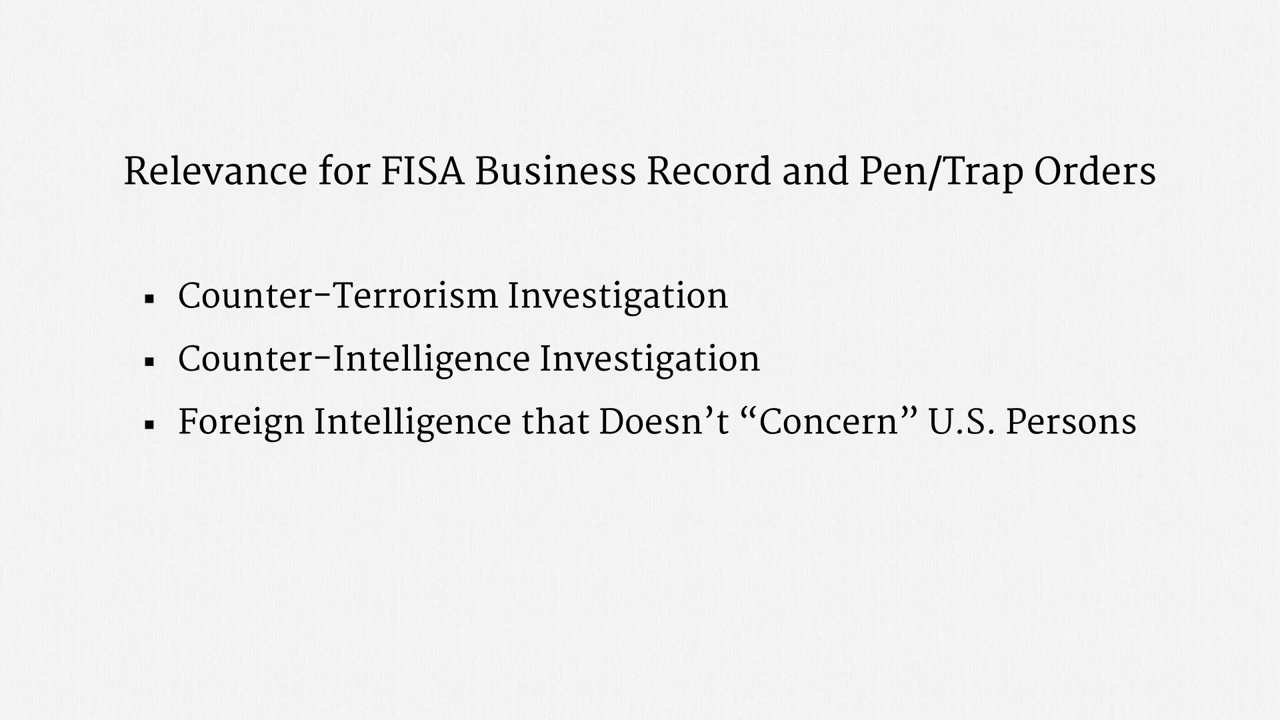 Relevance for FISA Business Record and Pen/Trap Orders
▪ Counter-Terrorism Investigation
▪ Counter-Intelligence Investigation
▪ Foreign Intelligence that Doesn’t “Concern” U.S. Persons